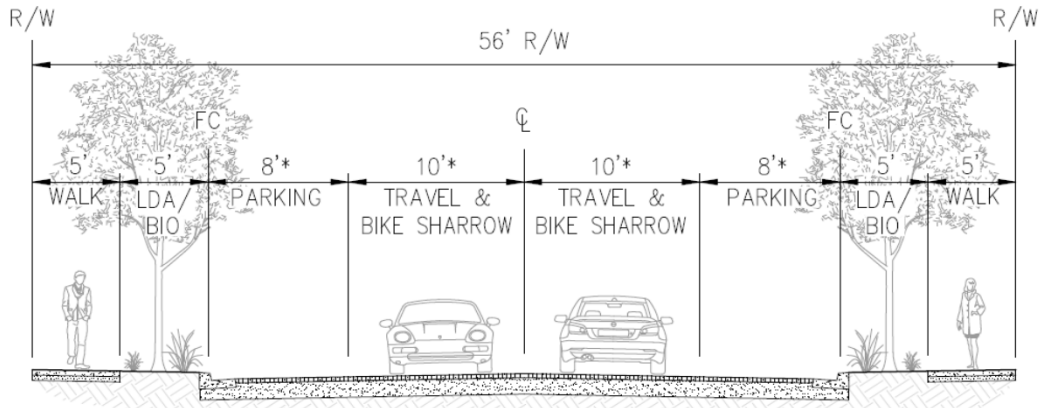 R/W R/W
56' R/W
FC ℄ FC
5' 5' 8'* 10'* 10'* 8'* 5' 5'
WALK LDA/ PARKING TRAVEL & TRAVEL & PARKING LDA/ WALK
BIO BIKE SHARROW BIKE SHARROW BIO